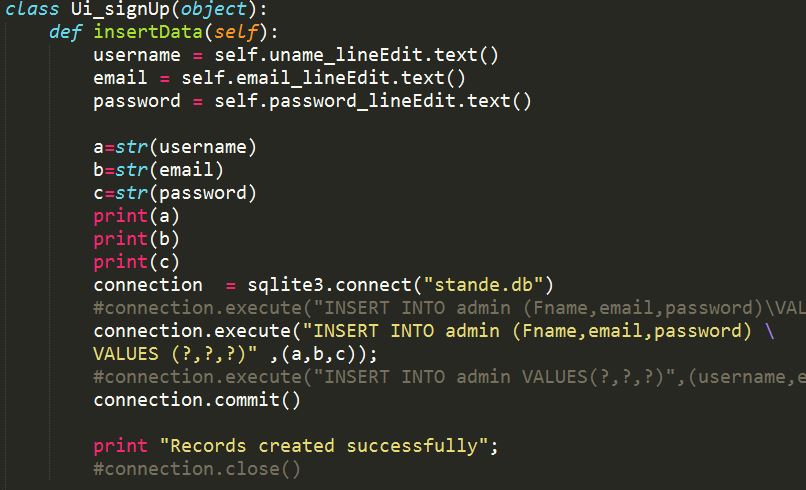 class Ui_signUp(object):
    def insertData(self):
        username = self.uname_lineEdit.text()
        email = self.email_lineEdit.text()
        password = self.password_lineEdit.text()

        a=str(username)
        b=str(email)
        c=str(password)
        print(a)
        print(b)
        print(c)
        connection  = sqlite3.connect("stande.db")
        #connection.execute("INSERT INTO admin (Fname,email,password)\VAL
        connection.execute("INSERT INTO admin (Fname,email,password) \
        VALUES (?,?,?)" ,(a,b,c));
        #connection.execute("INSERT INTO admin VALUES(?,?,?)",(username,e
        connection.commit()

        print "Records created successfully";
        #connection.close()